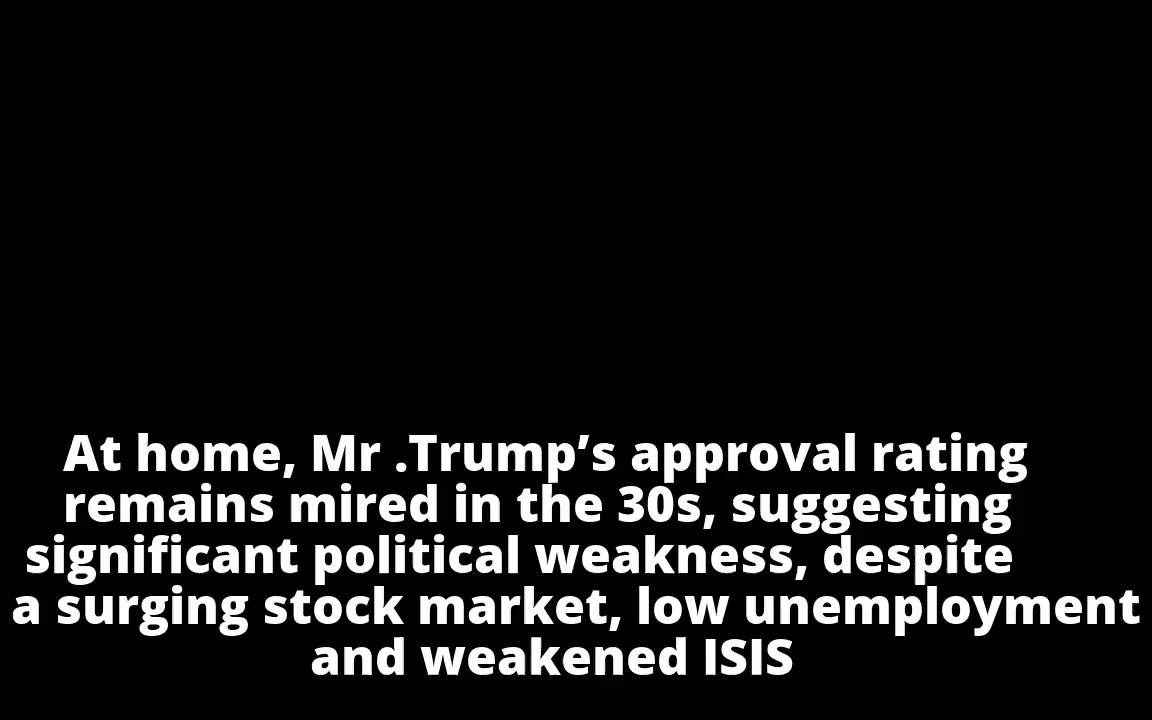 At home, Mr .Trump’s approval rating
remains mired in the 30s, suggesting
significant political weakness, despite
a surging stock market, low unemployment
and weakened ISIS